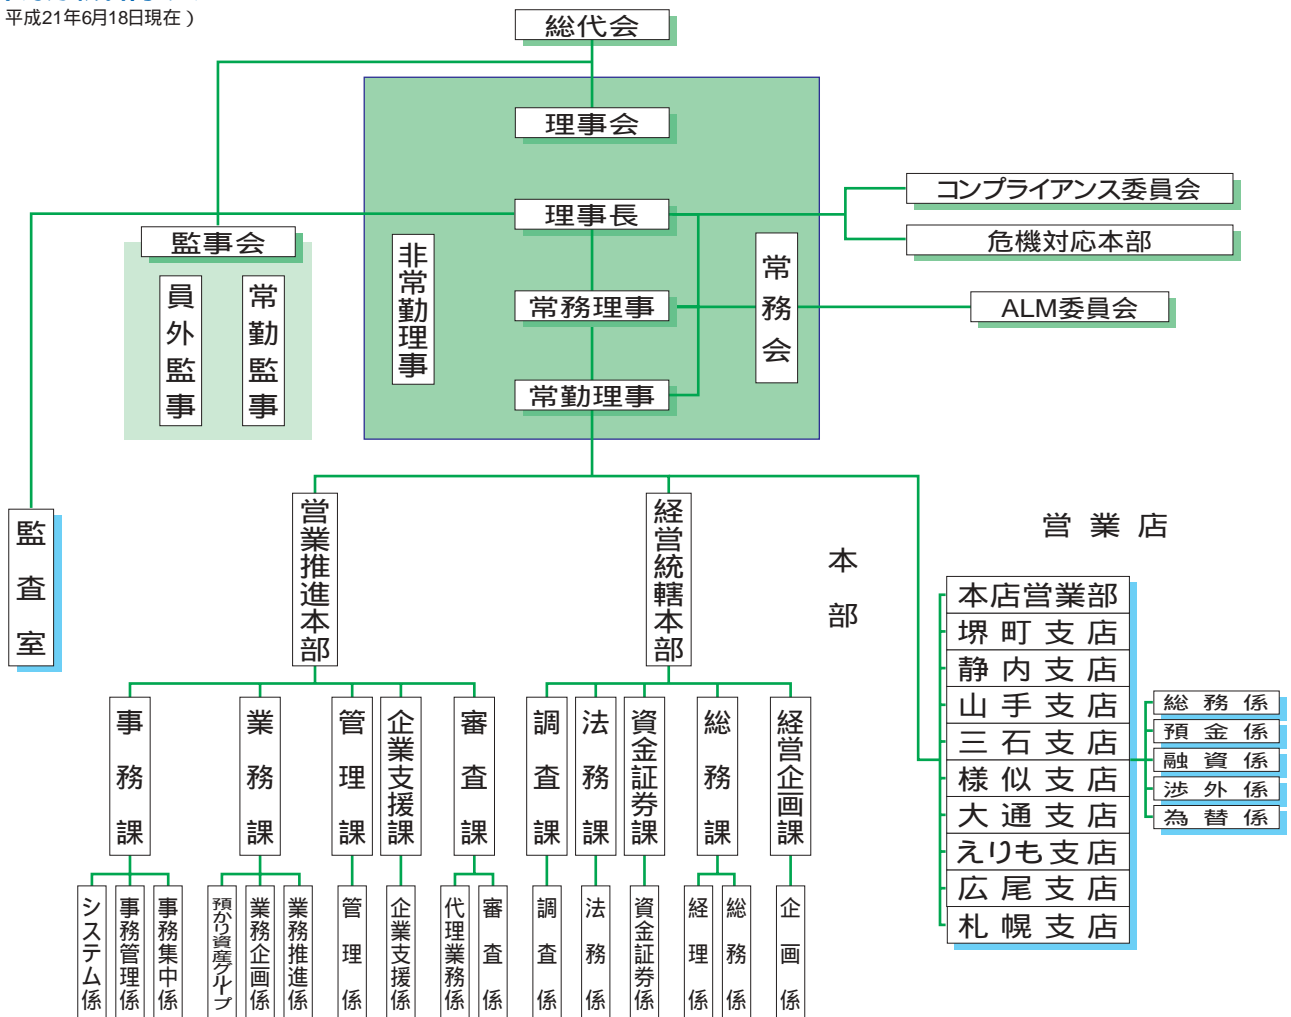 平成21年6月18日現在 )
総代会
理事会
理事長
常務理事
常勤理事
非常勤理事
常務会
コンプライアンス委員会
危機対応本部
ALM委員会
監事会
員外監事
常勤監事
監査室
営業推進本部
経営統轄本部
本部
営業店
事務課
業務課
管理課
企業支援課
審査課
調査課
法務課
資金証券課
総務課
経営企画課
システム係
事務管理係
事務集中係
預かり資産グループ
業務企画係
業務推進係
管理係
企業支援係
代理業務係
審査係
調査係
法務係
資金証券係
経理係
総務係
企画係
本店営業部
堺町支店
静内支店
山手支店
三石支店
様似支店
大通支店
えりも支店
広尾支店
札幌支店
総務係
預金係
融資係
渉外係
為替係